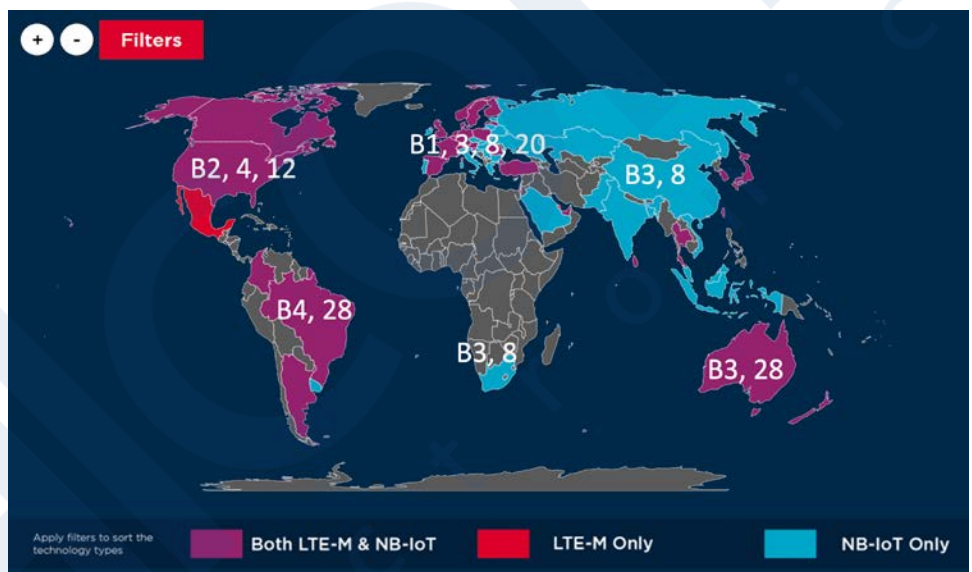 + - Filters
B1, 3, 8, 20
B2, 4, 12
B3, 8
B4, 28
B3, 8
B3, 28
Apply filters to sort the
technology types
Both LTE-M & NB-IoT
LTE-M Only
NB-IoT Only